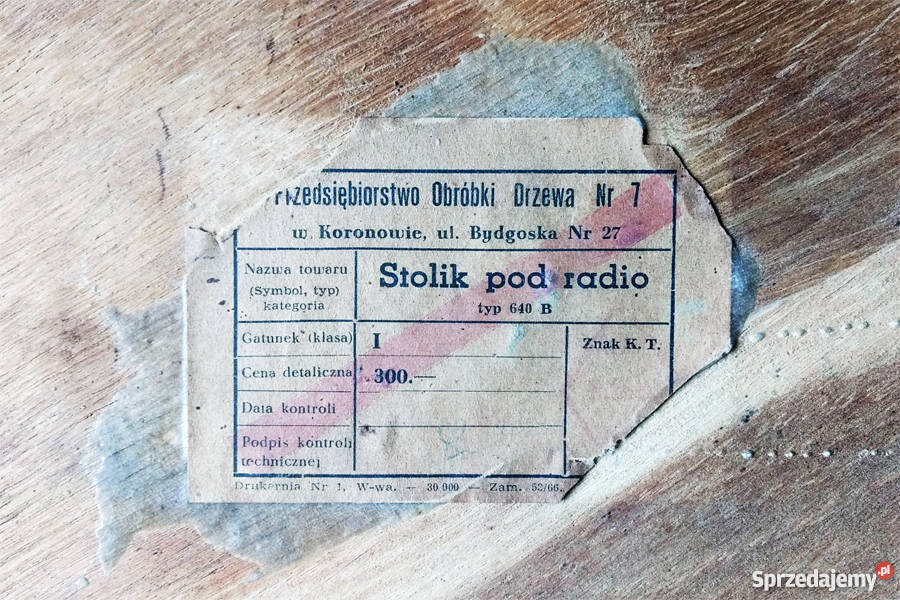 Przedsiębiorstwo Obróbki Drzewa Nr 7
w Koronowie, ul. Bydgoska Nr 27
Nazwa towaru
(Symbol, typ)
kategoria
Stolik pod radio
typ 640 B
Gatunek (klasa) I
Znak K. T.
Cena detaliczna 300.—
Data kontroli
Podpis kontroli
technicznej
Drukarnia Nr 1, W-wa. — 30 000 — Zam. 52/66.
Sprzedajemy.pl